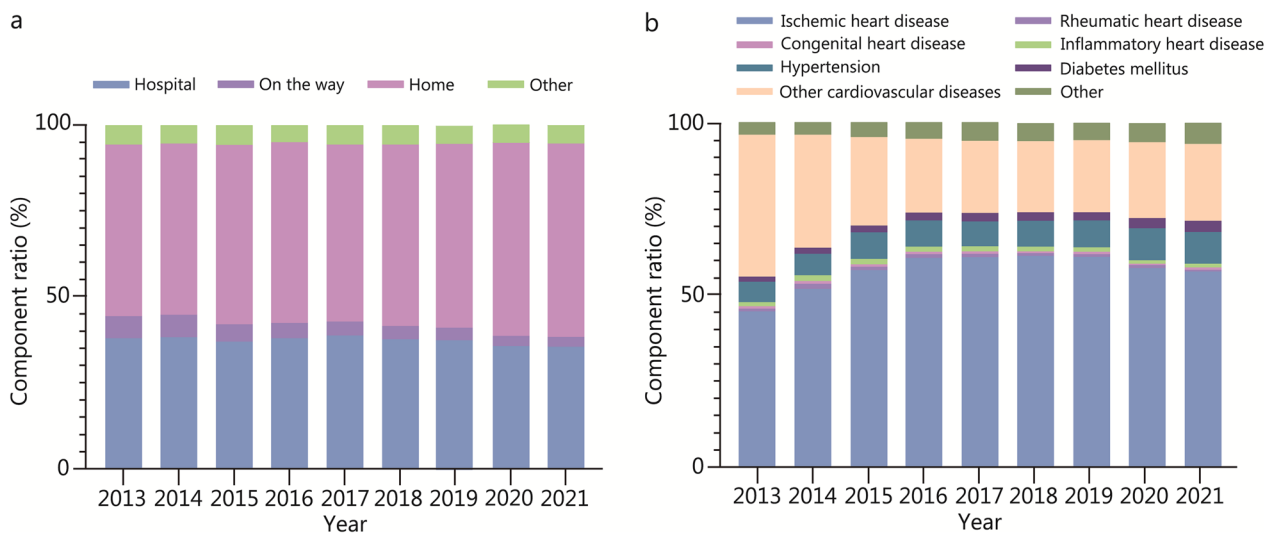 a
Hospital On the way Home Other
100
50
0
Component ratio (%)
2013 2014 2015 2016 2017 2018 2019 2020 2021
Year
b
Ischemic heart disease Rheumatic heart disease
Congenital heart disease Inflammatory heart disease
Hypertension Diabetes mellitus
Other cardiovascular diseases Other
100
50
0
Component ratio (%)
2013 2014 2015 2016 2017 2018 2019 2020 2021
Year